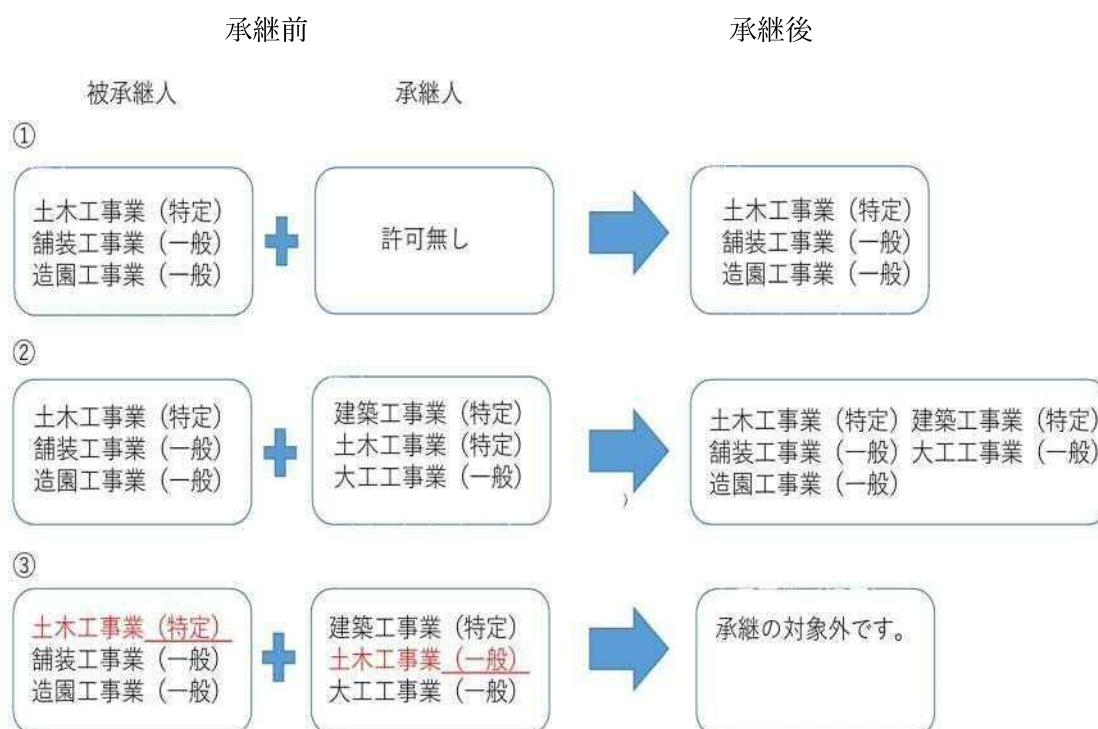 承継前
承継後
被承継人
承継人
①
土木工事業（特定）
舗装工事業（一般）
造園工事業（一般）
許可無し
土木工事業（特定）
舗装工事業（一般）
造園工事業（一般）
②
土木工事業（特定）
舗装工事業（一般）
造園工事業（一般）
建築工事業（特定）
土木工事業（特定）
大工工事業（一般）
）
土木工事業（特定） 建築工事業（特定）
舗装工事業（一般） 大工工事業（一般）
造園工事業（一般）
③
土木工事業（特定）
舗装工事業（一般）
造園工事業（一般）
建築工事業（特定）
土木工事業（一般）
大工工事業（一般）
承継の対象外です。